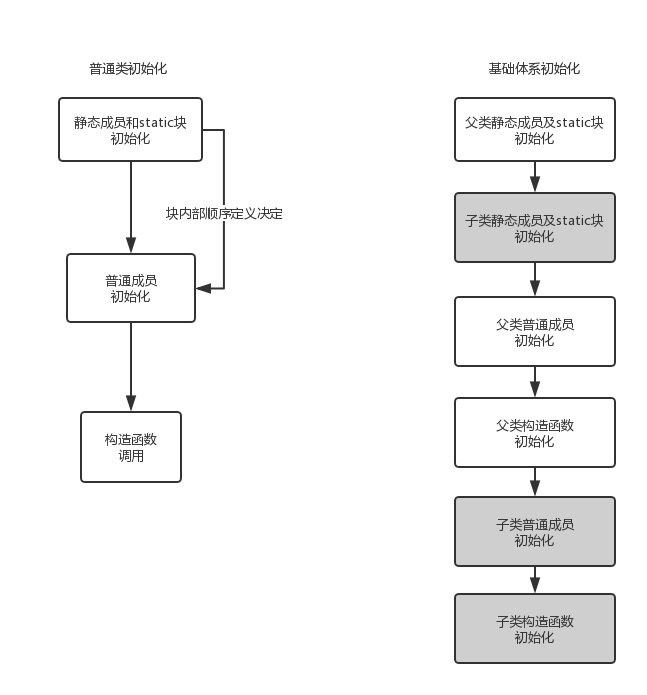 普通类初始化
静态成员和static块
初始化
块内部顺序定义决定
普通成员
初始化
构造函数
调用
基础体系初始化
父类静态成员及static块
初始化
子类静态成员及static块
初始化
父类普通成员
初始化
父类构造函数
初始化
子类普通成员
初始化
子类构造函数
初始化